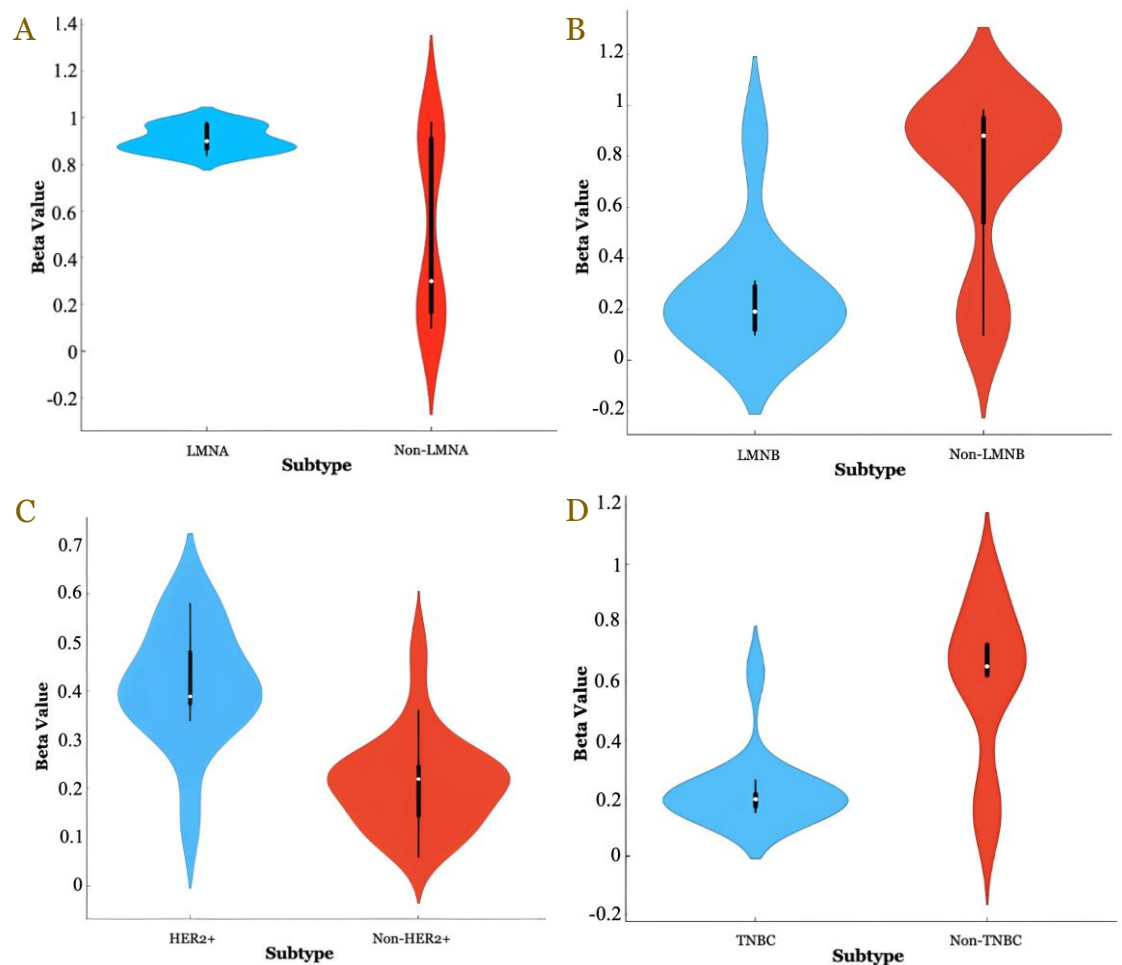 A
1.4
1.2
1
0.8
0.6
0.4
0.2
0
-0.2
Beta Value
LMNA
Non-LMNA
Subtype
B
1.2
1
0.8
0.6
0.4
0.2
0
-0.2
Beta Value
LMNB
Non-LMNB
Subtype
C
0.7
0.6
0.5
0.4
0.3
0.2
0.1
0
Beta Value
HER2+
Non-HER2+
Subtype
D
1.2
1
0.8
0.6
0.4
0.2
0
-0.2
Beta Value
TNBC
Non-TNBC
Subtype